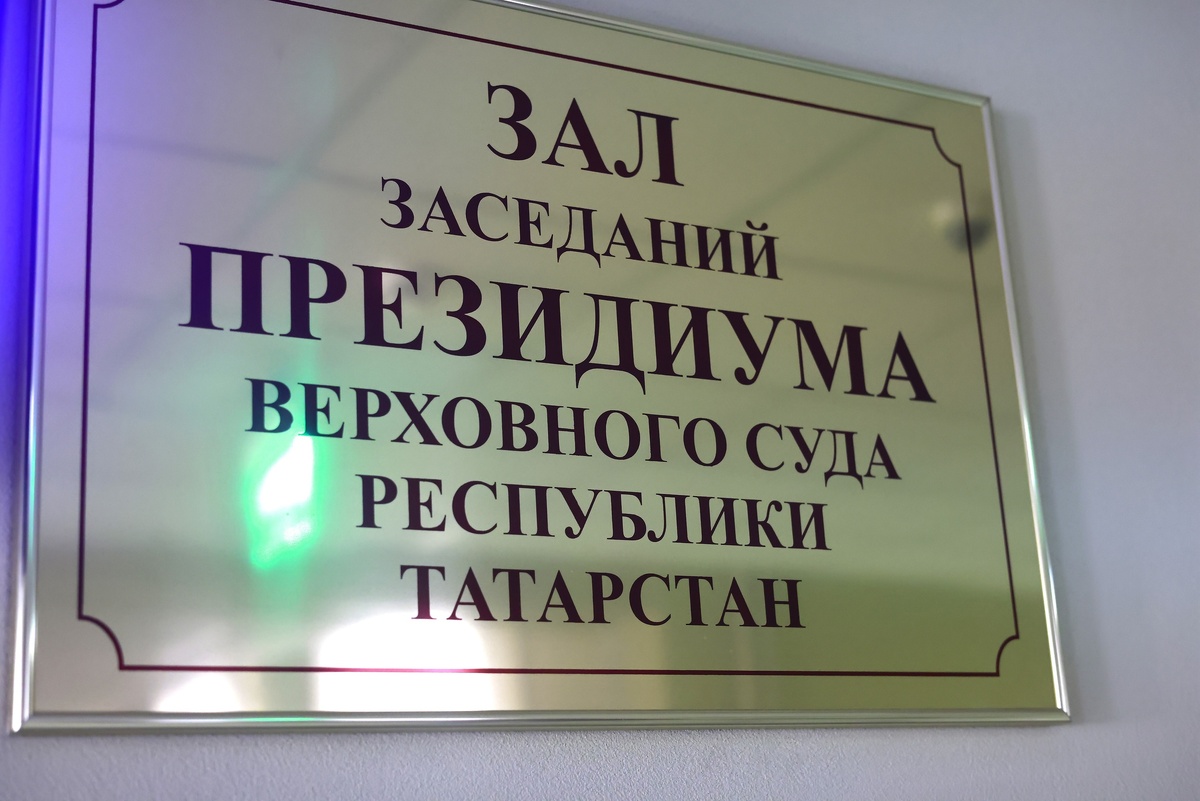 ЗАЛ
ЗАСЕДАНИЙ
ПРЕЗИДИУМА
ВЕРХОВНОГО СУДА
РЕСПУБЛИКИ
ТАТАРСТАН